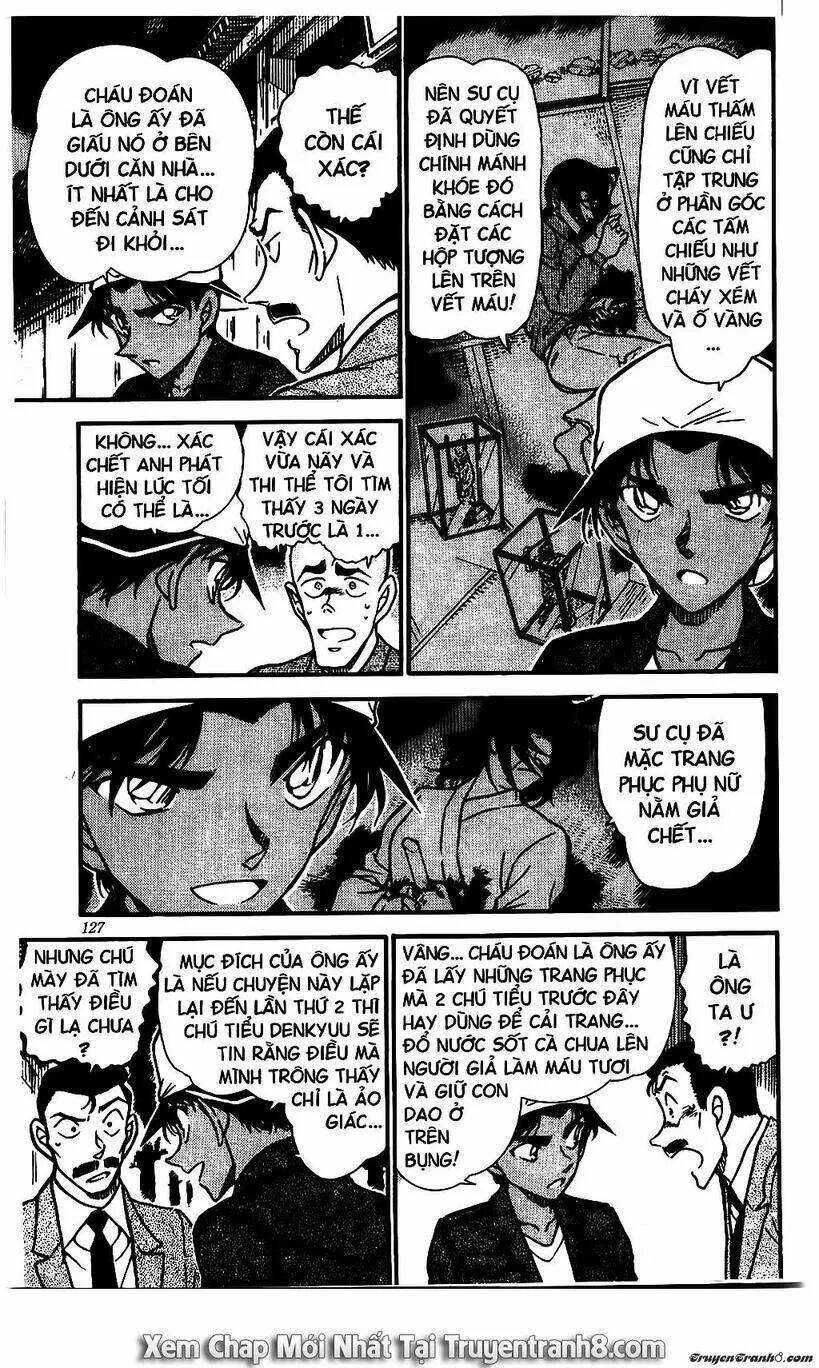 VÌ VẾT
MÁU THẤM
LÊN CHIẾU
CŨNG CHỈ
TẬP TRUNG
Ở PHẦN GÓC
CÁC TẤM
CHIẾU NHƯ
NHỮNG VẾT
CHÁY XÉM
VÀ Ố VÀNG
...
NÊN SƯ CỤ
ĐÃ QUYẾT
ĐỊNH DÙNG
CHÍNH MÁNH
KHÓE ĐÓ
BẰNG CÁCH
ĐẶT CÁC
HỘP TƯỢNG
LÊN TRÊN
VẾT MÁU!
THẾ
CÒN CÁI
XÁC?
CHÁU ĐOÁN
LÀ ÔNG ẤY ĐÃ
GIẤU NÓ Ở BÊN
DƯỚI CĂN NHÀ...
ÍT NHẤT LÀ CHO
ĐẾN CẢNH SÁT
ĐI KHỎI...
VẬY CÁI XÁC
VỪA NÃY VÀ
THI THỂ TÔI TÌM
THẤY 3 NGÀY
TRƯỚC LÀ 1...
KHÔNG... XÁC
CHẾT ANH PHÁT
HIỆN LÚC TỐI
CÓ THỂ LÀ...
SƯ CỤ ĐÃ
MẶC TRANG
PHỤC PHỤ NỮ
NẰM GIẢ
CHẾT...
127
LÀ
ÔNG
TA Ư
?!
VÂNG... CHÁU ĐOÁN LÀ ÔNG ẤY
ĐÃ LẤY NHỮNG TRANG PHỤC
MÀ 2 CHÚ TIỂU TRƯỚC ĐÂY
HAY DÙNG ĐỂ CẢI TRANG...
ĐỔ NƯỚC SỐT CÀ CHUA LÊN
NGƯỜI GIẢ LÀM MÁU TƯƠI
VÀ GIỮ CON
DAO Ở
TRÊN
BỤNG!
MỤC ĐÍCH CỦA ÔNG ẤY
LÀ NẾU CHUYỆN NÀY LẶP
LẠI ĐẾN LẦN THỨ 2 THÌ
CHÚ TIỂU DENKYUU SẼ
TIN RẰNG ĐIỀU MÀ
MÌNH TRÔNG THẤY
CHỈ LÀ ẢO
GIÁC...
NHƯNG CHÚ
MÀY ĐÃ TÌM
THẤY ĐIỀU
GÌ LẠ CHƯA
?
Xem Chap Mới Nhất Tại Truyentranh8.com
TruyenTranh8.com